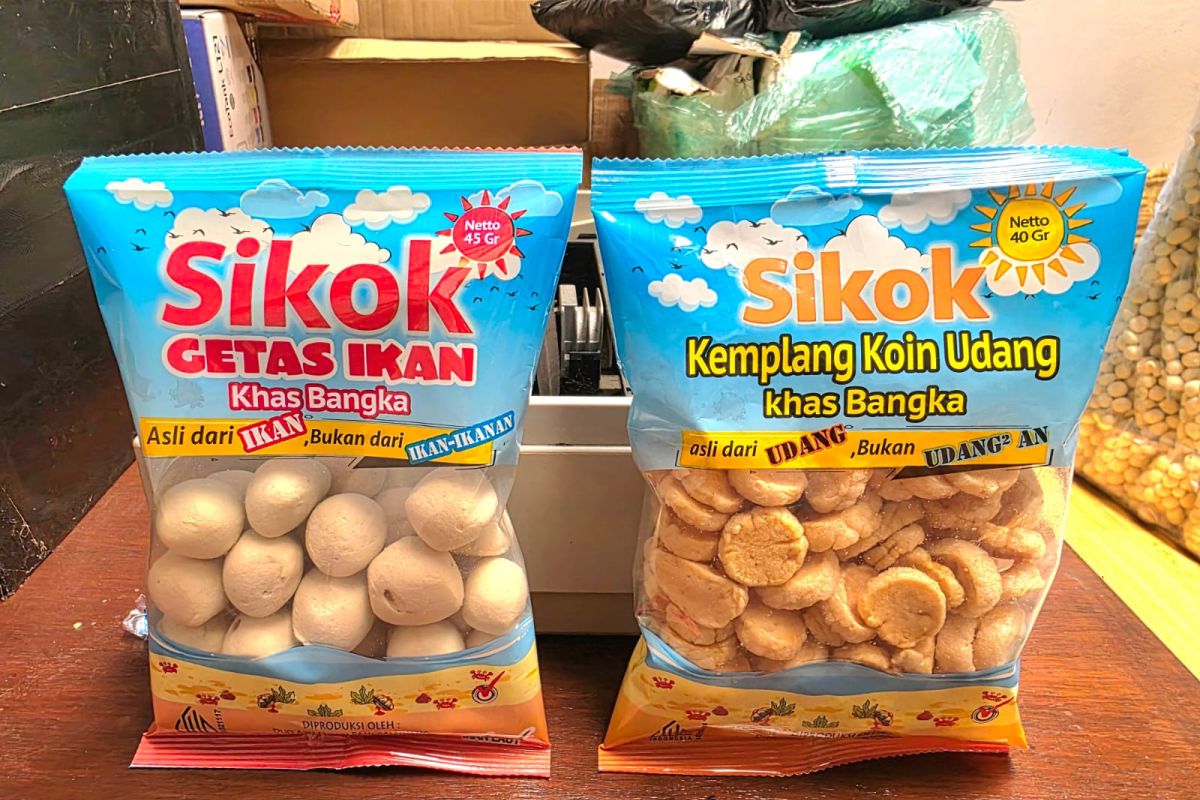 Sikok
Netto
45 Gr
GETAS IKAN
Khas Bangka
Asli dari IKAN ,Bukan dari IKAN-IKANAN
DIPRODUKSI OLEH :
Sikok
Netto
40 Gr
Kemplang Koin Udang
khas Bangka
asli dari UDANG ,Bukan UDANG² AN
INDONESIA